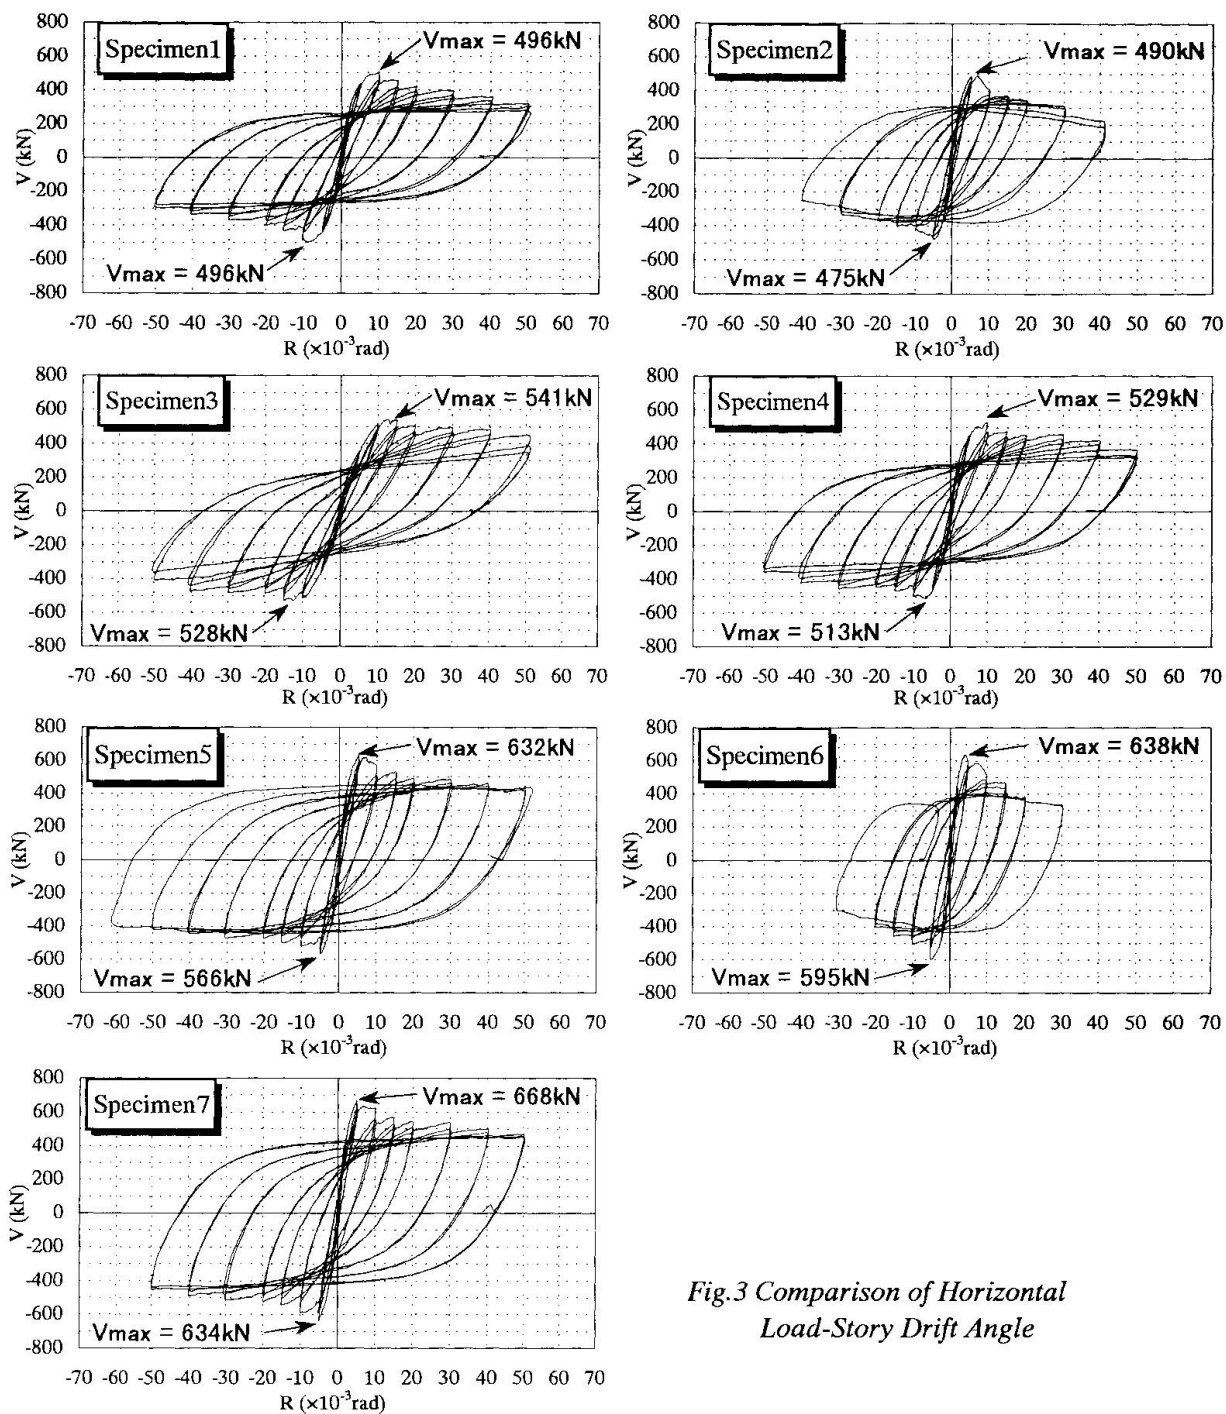 Specimen1
Vmax = 496kN
Vmax = 496kN
800
600
400
200
0
-200
-400
-600
-800
V (kN)
-70 -60 -50 -40 -30 -20 -10 0 10 20 30 40 50 60 70
R (×10⁻³rad)
Specimen2
Vmax = 490kN
Vmax = 475kN
800
600
400
200
0
-200
-400
-600
-800
V (kN)
-70 -60 -50 -40 -30 -20 -10 0 10 20 30 40 50 60 70
R (×10⁻³rad)
Specimen3
Vmax = 541kN
Vmax = 528kN
800
600
400
200
0
-200
-400
-600
-800
V (kN)
-70 -60 -50 -40 -30 -20 -10 0 10 20 30 40 50 60 70
R (×10⁻³rad)
Specimen4
Vmax = 529kN
Vmax = 513kN
800
600
400
200
0
-200
-400
-600
-800
V (kN)
-70 -60 -50 -40 -30 -20 -10 0 10 20 30 40 50 60 70
R (×10⁻³rad)
Specimen5
Vmax = 632kN
Vmax = 566kN
800
600
400
200
0
-200
-400
-600
-800
V (kN)
-70 -60 -50 -40 -30 -20 -10 0 10 20 30 40 50 60 70
R (×10⁻³rad)
Specimen6
Vmax = 638kN
Vmax = 595kN
800
600
400
200
0
-200
-400
-600
-800
V (kN)
-70 -60 -50 -40 -30 -20 -10 0 10 20 30 40 50 60 70
R (×10⁻³rad)
Specimen7
Vmax = 668kN
Vmax = 634kN
800
600
400
200
0
-200
-400
-600
-800
V (kN)
-70 -60 -50 -40 -30 -20 -10 0 10 20 30 40 50 60 70
R (×10⁻³rad)
Fig.3 Comparison of Horizontal
Load-Story Drift Angle